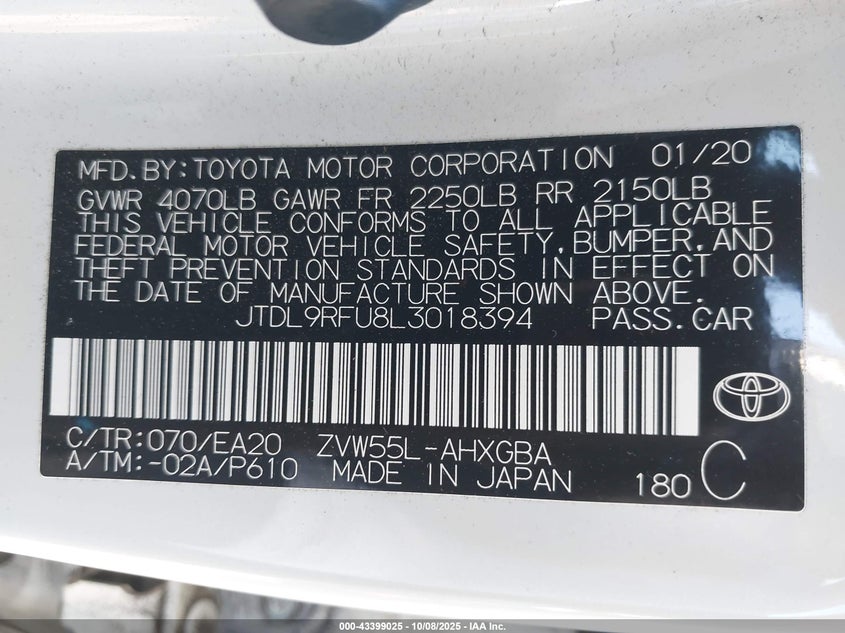 MFD. BY: TOYOTA MOTOR CORPORATION 01/20
GVWR 4070LB GAWR FR 2250LB RR 2150LB
THIS VEHICLE CONFORMS TO ALL APPLICABLE
FEDERAL MOTOR VEHICLE SAFETY, BUMPER, AND
THEFT PREVENTION STANDARDS IN EFFECT ON
THE DATE OF MANUFACTURE SHOWN ABOVE.
JTDL9RFU8L3018394 PASS. CAR
C/TR: 070/EA20 ZVW55L-AHXGBA
A/TM: -02A/P610 MADE IN JAPAN 180 C
000-43399025 - 10/08/2025 - IAA Inc.